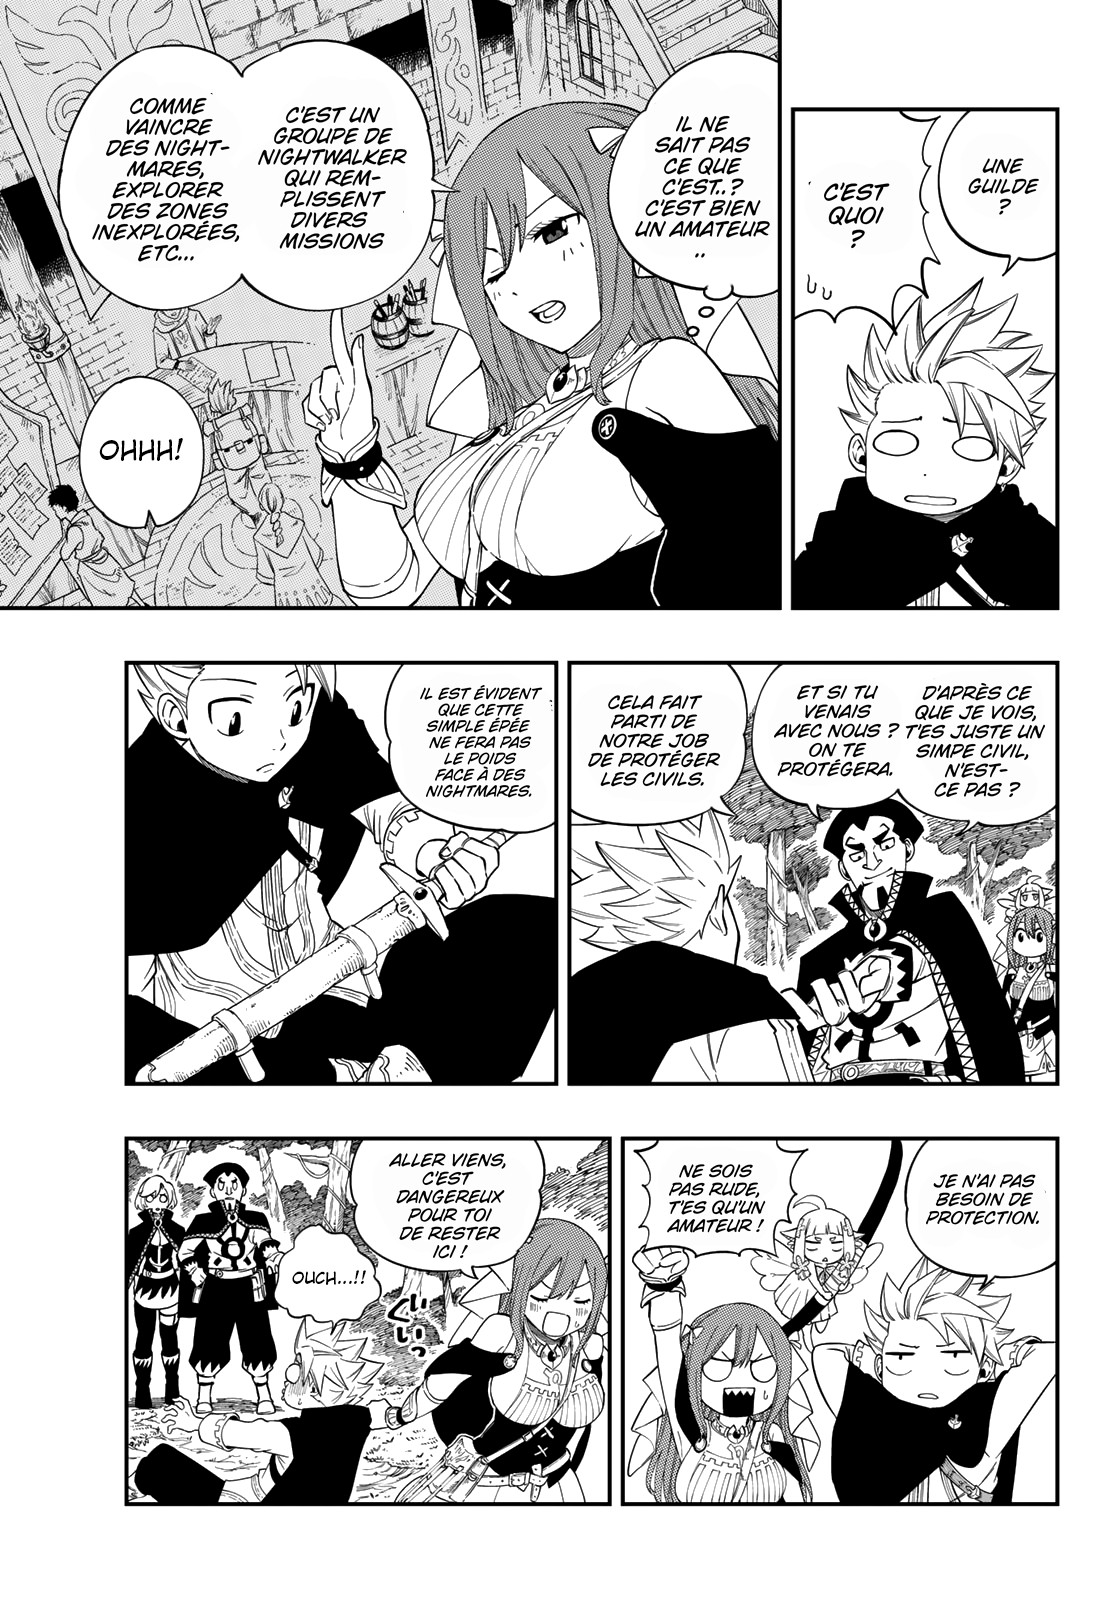 UNE
GUILDE
?
C'EST
QUOI
?
IL NE
SAIT PAS
CE QUE
C'EST..?
C'EST BIEN
UN AMATEUR
..
C'EST UN
GROUPE DE
NIGHTWALKER
QUI REM-
PLISSENT
DIVERS
MISSIONS
COMME
VAINCRE
DES NIGHT-
MARES,
EXPLORER
DES ZONES
INEXPLORÉES,
ETC...
OHHH!
D'APRÈS CE
QUE JE VOIS,
T'ES JUSTE UN
SIMPE CIVIL,
N'EST-
CE PAS ?
ET SI TU
VENAIS
AVEC NOUS ?
ON TE
PROTÉGERA.
CELA FAIT
PARTI DE
NOTRE JOB
DE PROTÉGER
LES CIVILS.
IL EST ÉVIDENT
QUE CETTE
SIMPLE ÉPÉE
NE FERA PAS
LE POIDS
FACE À DES
NIGHTMARES.
JE N'AI PAS
BESOIN DE
PROTECTION.
NE SOIS
PAS RUDE,
T'ES QU'UN
AMATEUR !
ALLER VIENS,
C'EST
DANGEREUX
POUR TOI
DE RESTER
ICI !
OUCH...!!
いくいっ